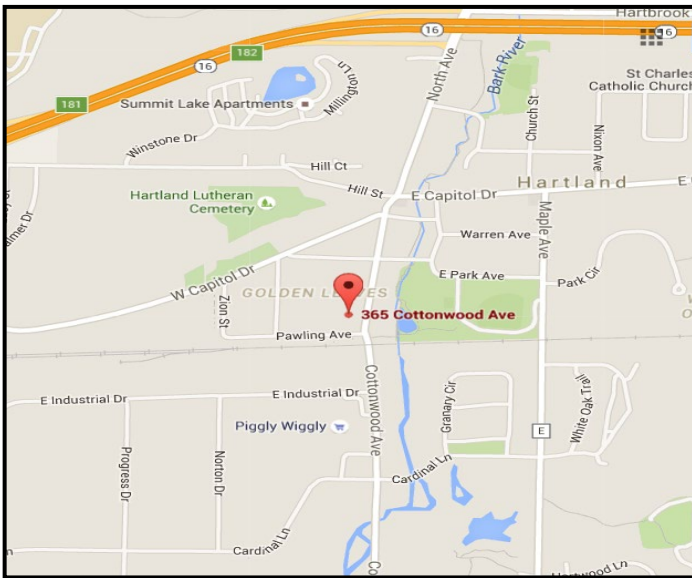 Hartbrook
16
16
182
16
181
North Ave
Bark River
St Charles
Catholic Church
Summit Lake Apartments
Millington Ln
Church St
Nixon Ave
Winstone Dr
Hill Ct
Hill St
E Capitol Dr
Hartland
E
Hartland Lutheran
Cemetery
Maple Ave
Warren Ave
W Capitol Dr
E Park Ave
Park Cir
GOLDEN LEAVES
Zion St
365 Cottonwood Ave
Pawling Ave
E Industrial Dr
E Industrial Dr
Cottonwood Ave
Granary Cir
White Oak Trail
Piggly Wiggly
E
Progress Dr
Norton Dr
Cardinal Ln
Cardinal Ln